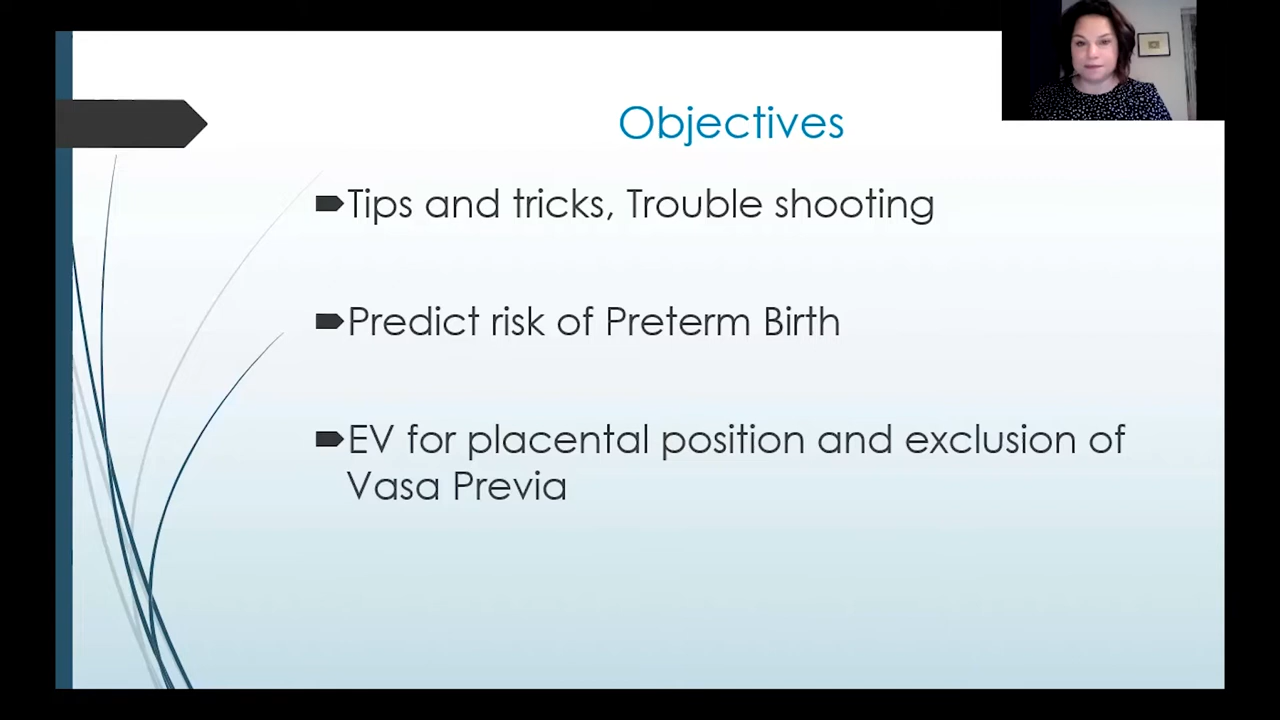 Objectives
Tips and tricks, Trouble shooting
Predict risk of Preterm Birth
EV for placental position and exclusion of
Vasa Previa